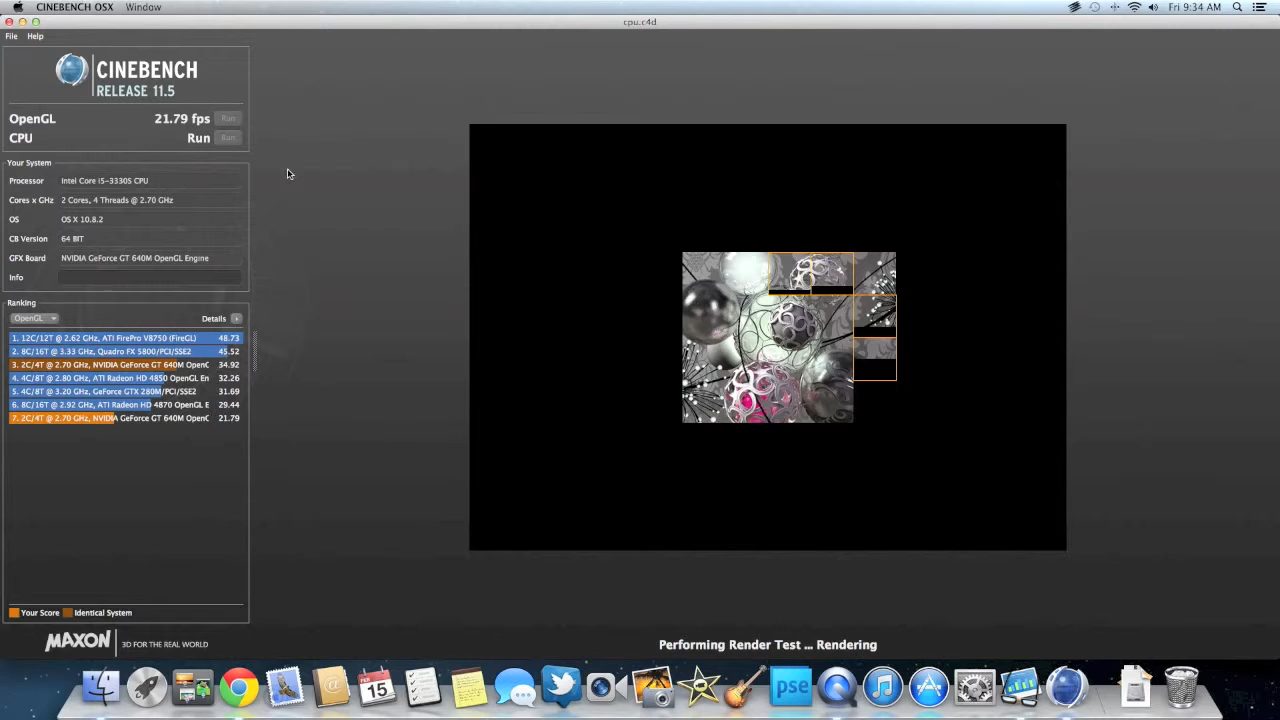 CINEBENCH OSX Window Fri 9:34 AM
cpu.c4d
File Help
CINEBENCH
RELEASE 11.5
OpenGL 21.79 fps Run
CPU Run Run
Your System
Processor Intel Core i5-3330S CPU
Cores x GHz 2 Cores, 4 Threads @ 2.70 GHz
OS OS X 10.8.2
CB Version 64 BIT
GFX Board NVIDIA GeForce GT 640M OpenGL Engine
Info
Ranking
OpenGL Details
1. 12C/12T @ 2.62 GHz, ATI FirePro V8750 (FireGL) 48.73
2. 8C/16T @ 3.33 GHz, Quadro FX 5800/PCI/SSE2 45.52
3. 2C/4T @ 2.70 GHz, NVIDIA GeForce GT 640M OpenC 34.92
4. 4C/8T @ 2.80 GHz, ATI Radeon HD 4850 OpenGL En 32.26
5. 4C/8T @ 3.20 GHz, GeForce GTX 280M/PCI/SSE2 31.69
6. 8C/16T @ 2.92 GHz, ATI Radeon HD 4870 OpenGL E 29.44
7. 2C/4T @ 2.70 GHz, NVIDIA GeForce GT 640M OpenC 21.79
Your Score Identical System
MAXON 3D FOR THE REAL WORLD
Performing Render Test ... Rendering
FEB
15
pse